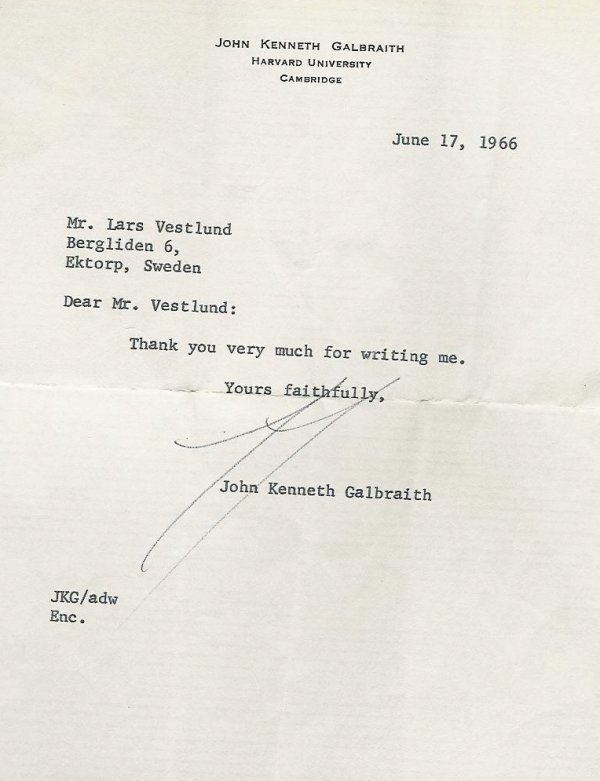 JOHN KENNETH GALBRAITH
HARVARD UNIVERSITY
CAMBRIDGE
June 17, 1966
Mr. Lars Vestlund
Bergliden 6,
Ektorp, Sweden
Dear Mr. Vestlund:
Thank you very much for writing me.
Yours faithfully,
John Kenneth Galbraith
JKG/adw
Enc.